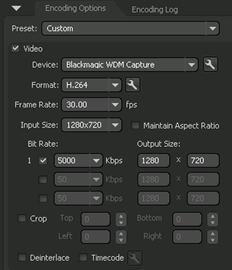 Encoding Options Encoding Log
Preset: Custom
Video
Device: Blackmagic WDM Capture
Format: H.264
Frame Rate: 30.00 fps
Input Size: 1280x720 Maintain Aspect Ratio
Bit Rate: Output Size:
1 5000 Kbps 1280 x 720
50 Kbps 1280 x 720
50 Kbps 1280 x 720
Crop Top 0 Bottom 0
Left 0 Right 0
Deinterlace Timecode